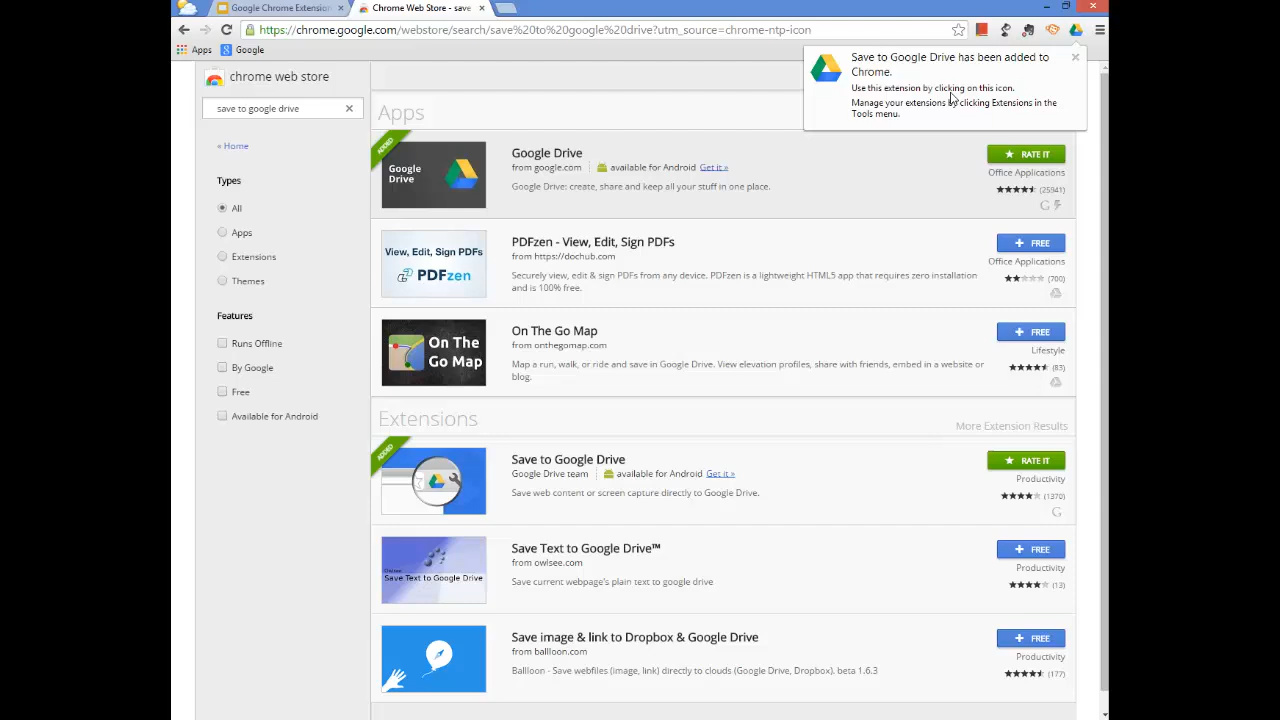 Google Chrome Extension
Chrome Web Store - save
https://chrome.google.com/webstore/search/save%20to%20google%20drive?utm_source=chrome-ntp-icon
Apps
Google
chrome web store
save to google drive
« Home
Types
All
Apps
Extensions
Themes
Features
Runs Offline
By Google
Free
Available for Android
Save to Google Drive has been added to
Chrome.
Use this extension by clicking on this icon.
Manage your extensions by clicking Extensions in the
Tools menu.
Apps
ADDED
Google
Drive
Google Drive
from google.com
available for Android Get it »
Google Drive: create, share and keep all your stuff in one place.
RATE IT
Office Applications
(25941)
View, Edit, Sign PDFs
PDFzen
PDFzen - View, Edit, Sign PDFs
from https://dochub.com
Securely view, edit & sign PDFs from any device. PDFzen is a lightweight HTML5 app that requires zero installation
and is 100% free.
FREE
Office Applications
(700)
On The
Go Map
On The Go Map
from onthegomap.com
Map a run, walk, or ride and save in Google Drive. View elevation profiles, share with friends, embed in a website or
blog.
FREE
Lifestyle
(83)
Extensions
More Extension Results
ADDED
Save to Google Drive
Google Drive team
available for Android Get it »
Save web content or screen capture directly to Google Drive.
RATE IT
Productivity
(1370)
Save Text to Google Drive
Save Text to Google Drive™
from owlsee.com
Save current webpage's plain text to google drive
FREE
Productivity
(13)
Save image & link to Dropbox & Google Drive
from ballloon.com
Ballloon - Save webfiles (image, link) directly to clouds (Google Drive, Dropbox). beta 1.6.3
FREE
Productivity
(177)